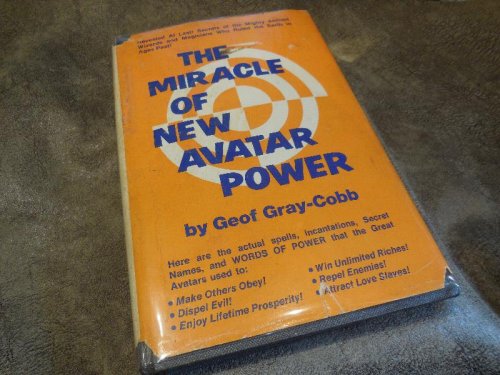 Revealed At Last! Secrets of the Mighty
Wizards and Magicians Who Ruled the Earth in
Ages Past!
THE
MIRACLE
OF
NEW
AVATAR
POWER
by Geof Gray-Cobb
Here are the actual spells, Incantations, Secret
Names, and WORDS OF POWER that the Great
Avatars used to:
• Make Others Obey!
• Dispel Evil!
• Enjoy Lifetime Prosperity!
• Win Unlimited Riches!
• Repel Enemies!
• Attract Love Slaves!